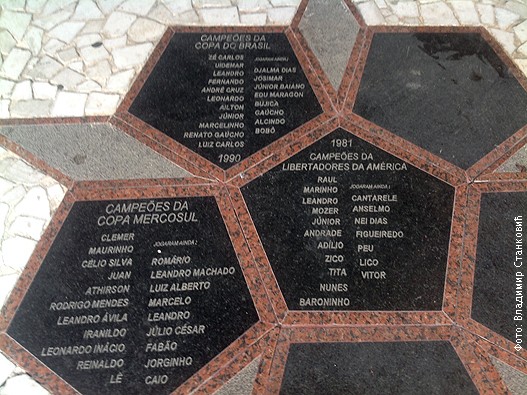 CAMPEÕES DA
COPA DO BRASIL
ZÉ CARLOS
UIDEMAR
LEANDRO
FERNANDO
ANDRÉ CRUZ
LEONARDO
AILTON
JÚNIOR
MARCELINHO
RENATO GAÚCHO
LUIZ CARLOS
JOGARAM AINDA:
DJALMA DIAS
JOSIMAR
JÚNIOR BAIANO
EDU MARAGON
BUJICA
GAÚCHO
ALCINDO
BOBÔ
1990
1981
CAMPEÕES DA
LIBERTADORES DA AMÉRICA
RAUL
MARINHO
LEANDRO
MOZER
JÚNIOR
ANDRADE
ADÍLIO
ZICO
TITA
NUNES
BARONINHO
JOGARAM AINDA:
CANTARELE
ANSELMO
NEI DIAS
FIGUEIREDO
PEU
LICO
VITOR
CAMPEÕES DA
COPA MERCOSUL
CLEMER
MAURINHO
CÉLIO SILVA
JUAN
ATHIRSON
RODRIGO MENDES
LEANDRO ÁVILA
IRANILDO
LEONARDO INÁCIO
REINALDO
LÊ
JOGARAM AINDA:
ROMÁRIO
LEANDRO MACHADO
LUIZ ALBERTO
MARCELO
LEANDRO
JÚLIO CÉSAR
FABÃO
JORGINHO
CAIO
Фото: Владимир Станковић